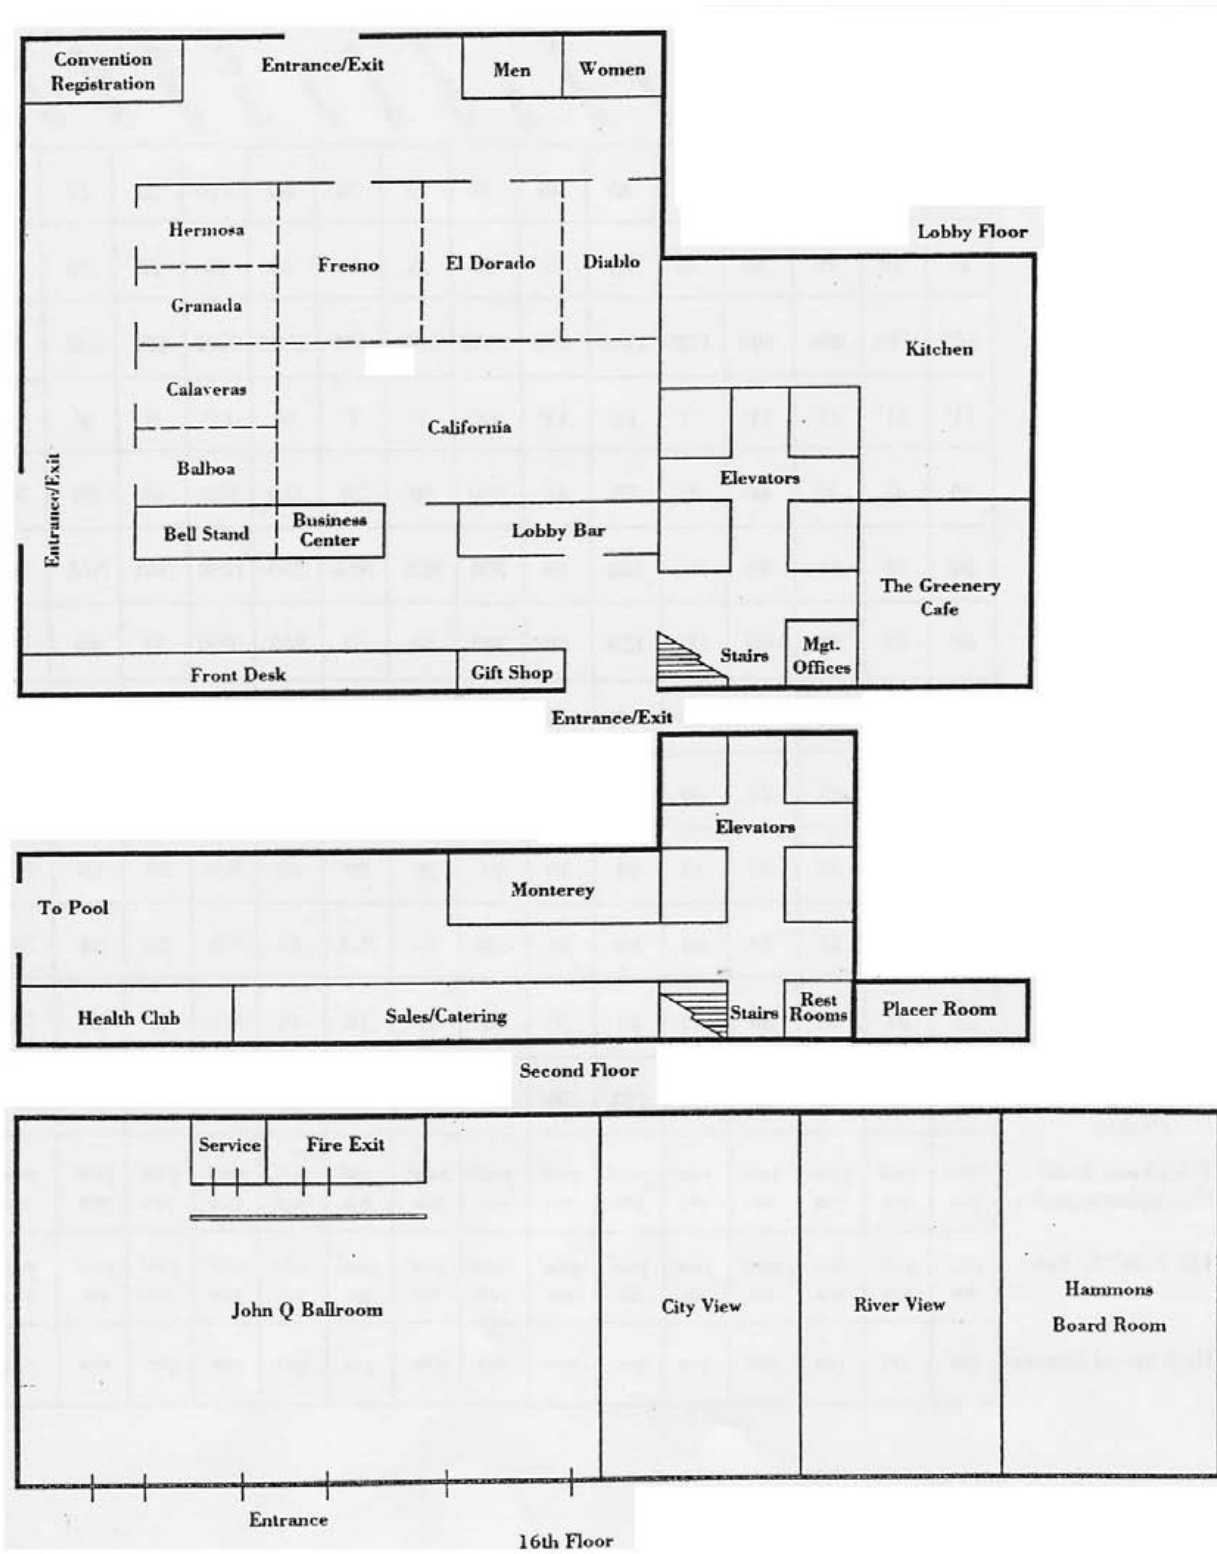 Convention
Registration
Entrance/Exit
Men
Women
Hermosa
Lobby Floor
Fresno
El Dorado
Diablo
Granada
Kitchen
Calaveras
California
Balboa
Elevators
Entrance/Exit
Bell Stand
Business
Center
Lobby Bar
The Greenery
Cafe
Stairs
Mgt.
Offices
Front Desk
Gift Shop
Entrance/Exit
Elevators
Monterey
To Pool
Health Club
Sales/Catering
Stairs
Rest
Rooms
Placer Room
Second Floor
Service
Fire Exit
John Q Ballroom
City View
River View
Hammons
Board Room
Entrance
16th Floor